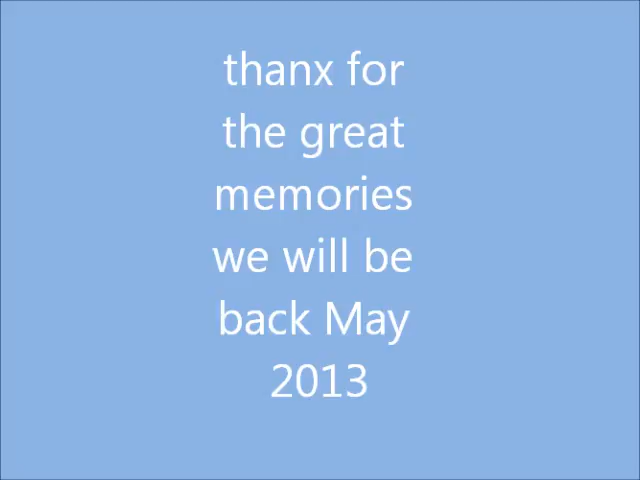 thanx for
the great
memories
we will be
back May
2013